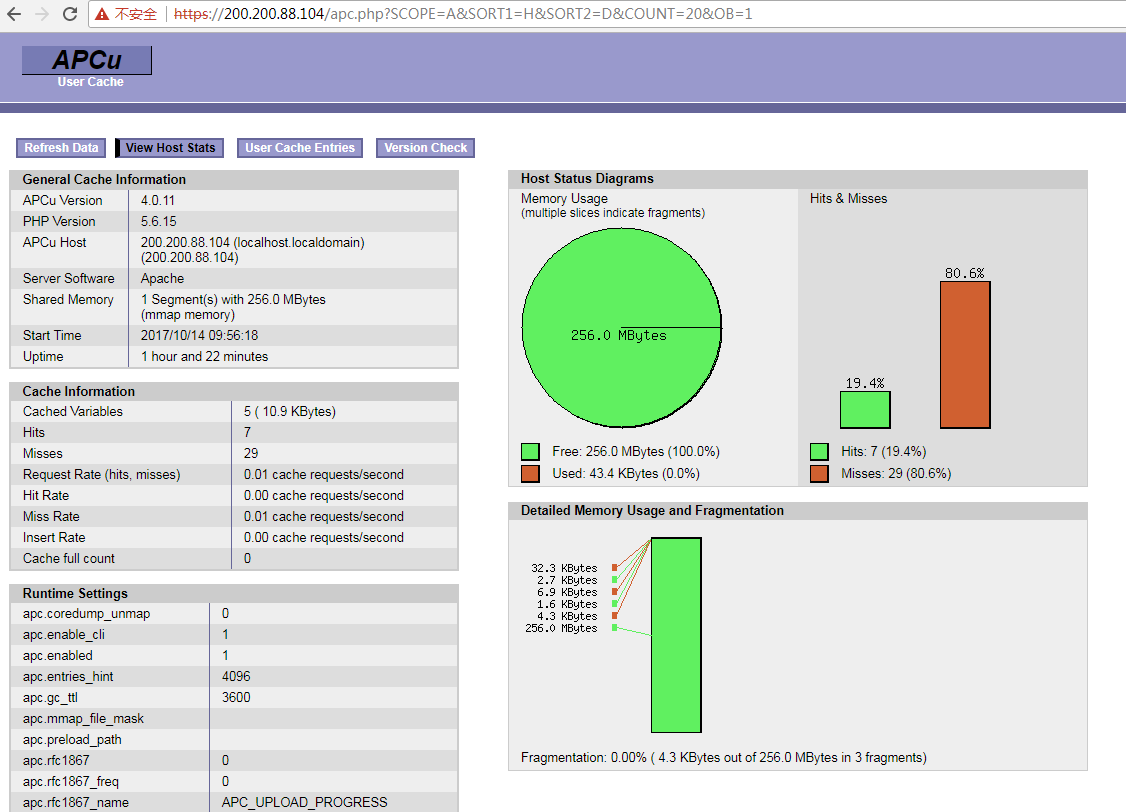 不安全
https://200.200.88.104/apc.php?SCOPE=A&SORT1=H&SORT2=D&COUNT=20&OB=1
APCu
User Cache
Refresh Data View Host Stats User Cache Entries Version Check
General Cache Information
APCu Version 4.0.11
PHP Version 5.6.15
APCu Host 200.200.88.104 (localhost.localdomain)
(200.200.88.104)
Server Software Apache
Shared Memory 1 Segment(s) with 256.0 MBytes
(mmap memory)
Start Time 2017/10/14 09:56:18
Uptime 1 hour and 22 minutes
Cache Information
Cached Variables 5 ( 10.9 KBytes)
Hits 7
Misses 29
Request Rate (hits, misses) 0.01 cache requests/second
Hit Rate 0.00 cache requests/second
Miss Rate 0.01 cache requests/second
Insert Rate 0.00 cache requests/second
Cache full count 0
Runtime Settings
apc.coredump_unmap 0
apc.enable_cli 1
apc.enabled 1
apc.entries_hint 4096
apc.gc_ttl 3600
apc.mmap_file_mask
apc.preload_path
apc.rfc1867 0
apc.rfc1867_freq 0
apc.rfc1867_name APC_UPLOAD_PROGRESS
Host Status Diagrams
Memory Usage
(multiple slices indicate fragments)
256.0 MBytes
Free: 256.0 MBytes (100.0%)
Used: 43.4 KBytes (0.0%)
Hits & Misses
80.6%
19.4%
Hits: 7 (19.4%)
Misses: 29 (80.6%)
Detailed Memory Usage and Fragmentation
32.3 KBytes
2.7 KBytes
6.9 KBytes
1.6 KBytes
4.3 KBytes
256.0 MBytes
Fragmentation: 0.00% ( 4.3 KBytes out of 256.0 MBytes in 3 fragments)